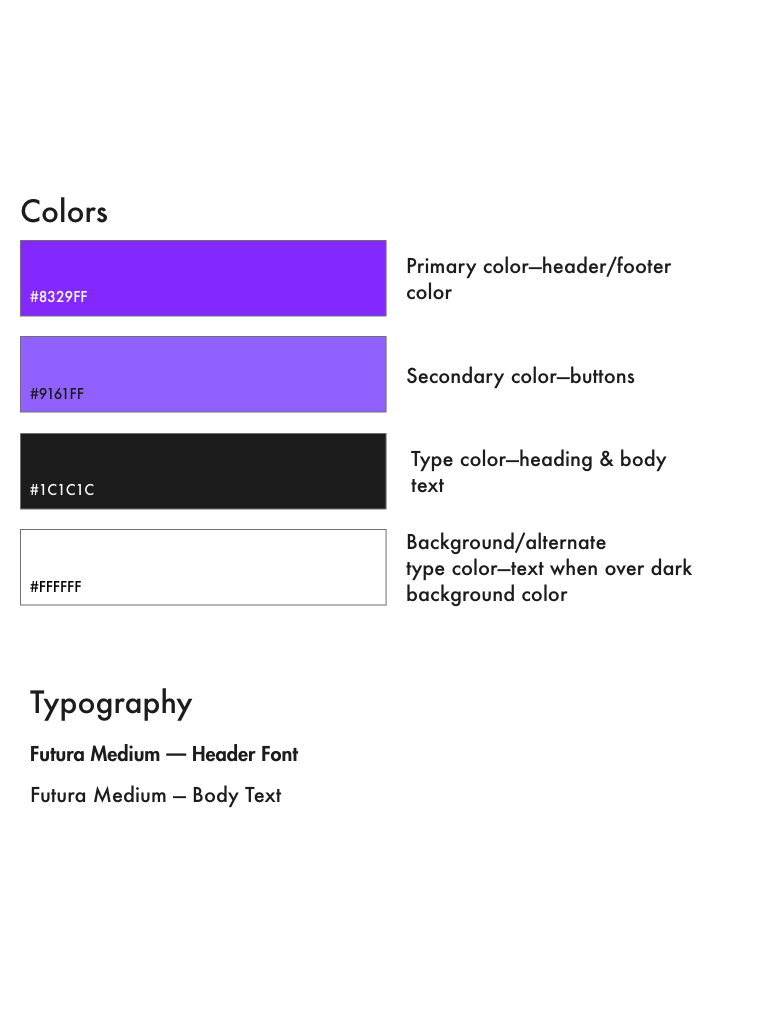 Colors
#8329FF
Primary color—header/footer
color
#9161FF
Secondary color—buttons
#1C1C1C
Type color—heading & body
text
#FFFFFF
Background/alternate
type color—text when over dark
background color
Typography
Futura Medium — Header Font
Futura Medium — Body Text